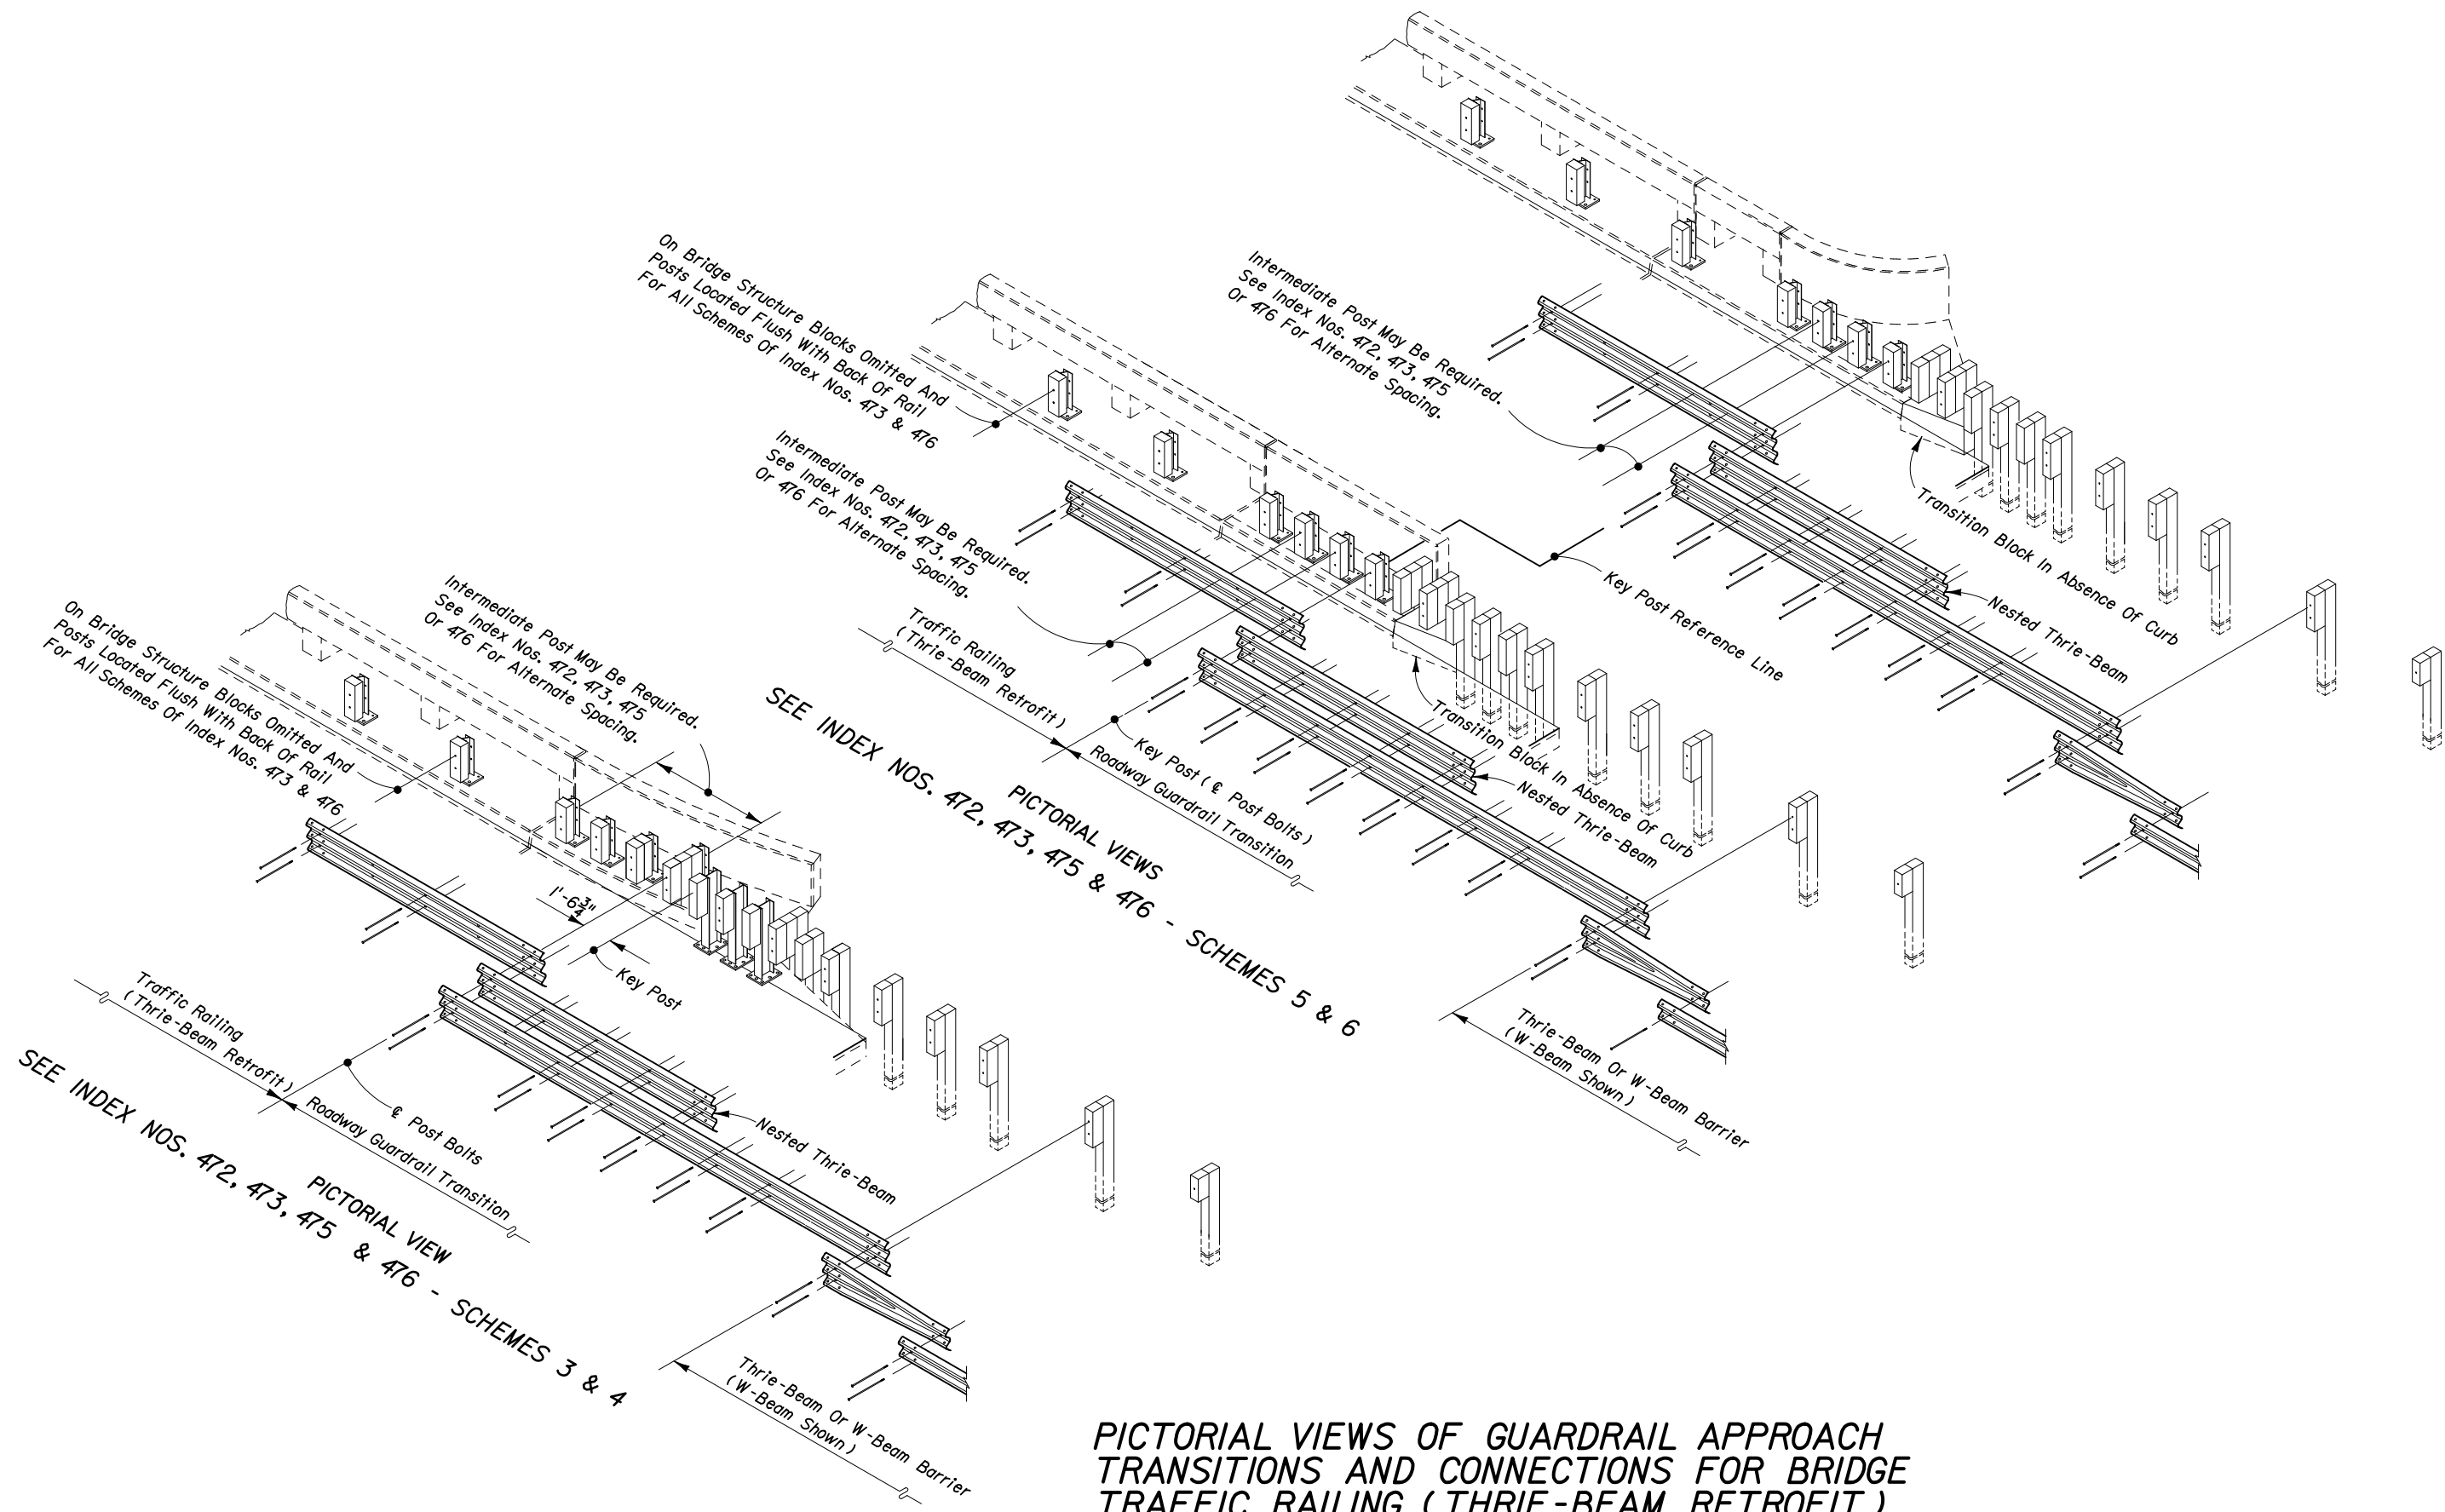 On Bridge Structure Blocks Omitted And
Posts Located Flush With Back Of Rail
For All Schemes Of Index Nos. 473 & 476
Intermediate Post May Be Required.
See Index Nos. 472, 473, 475
Or 476 For Alternate Spacing.
1'-6¾"
Key Post
Traffic Railing
(Thrie-Beam Retrofit)
Roadway Guardrail Transition
℄ Post Bolts
Nested Thrie-Beam
Thrie-Beam Or W-Beam Barrier
(W-Beam Shown)
PICTORIAL VIEW
SEE INDEX NOS. 472, 473, 475 & 476 - SCHEMES 3 & 4
On Bridge Structure Blocks Omitted And
Posts Located Flush With Back Of Rail
For All Schemes Of Index Nos. 473 & 476
Intermediate Post May Be Required.
See Index Nos. 472, 473, 475
Or 476 For Alternate Spacing.
Traffic Railing
(Thrie-Beam Retrofit)
Roadway Guardrail Transition
Key Post (℄ Post Bolts)
Transition Block In Absence Of Curb
Nested Thrie-Beam
Thrie-Beam Or W-Beam Barrier
(W-Beam Shown)
PICTORIAL VIEWS
SEE INDEX NOS. 472, 473, 475 & 476 - SCHEMES 5 & 6
Intermediate Post May Be Required.
See Index Nos. 472, 473, 475
Or 476 For Alternate Spacing.
Key Post Reference Line
Transition Block In Absence Of Curb
Nested Thrie-Beam
PICTORIAL VIEWS OF GUARDRAIL APPROACH
TRANSITIONS AND CONNECTIONS FOR BRIDGE
TRAFFIC RAILING (THRIE-BEAM RETROFIT)